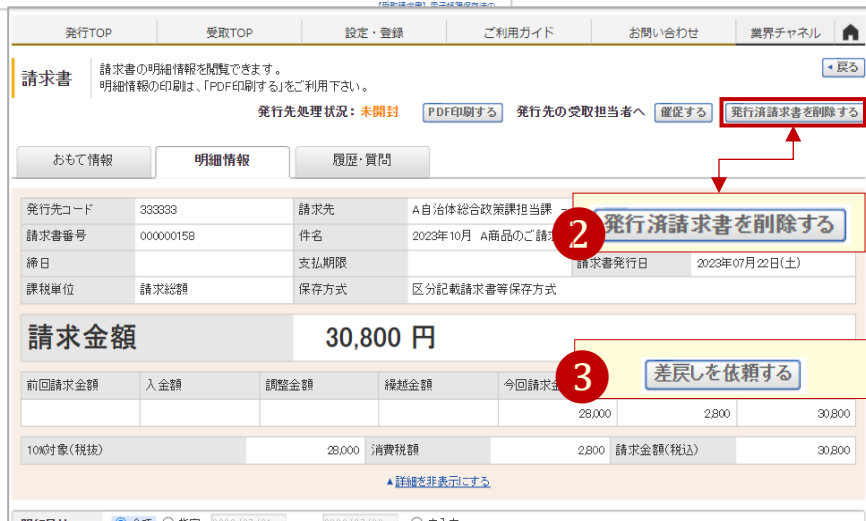 【受取請求書】電子帳簿保存法の
発行TOP 受取TOP 設定・登録 ご利用ガイド お問い合わせ 業界チャネル
請求書 請求書の明細情報を閲覧できます。
明細情報の印刷は、「PDF印刷する」をご利用下さい。
戻る
発行先処理状況：未開封 PDF印刷する 発行先の受取担当者へ 催促する 発行済請求書を削除する
おもて情報 明細情報 履歴・質問
発行先コード 333333 請求先 A自治体総合政策課担当課
2 発行済請求書を削除する
請求書番号 000000158 件名 2023年10月 A商品のご請
締日 支払期限 請求書発行日 2023年07月22日(土)
課税単位 請求総額 保存方式 区分記載請求書等保存方式
請求金額 30,800 円
3 差戻しを依頼する
前回請求金額 入金額 調整金額 繰越金額 今回請求金
28,000 2,800 30,800
10%対象(税抜) 28,000 消費税額 2,800 請求金額(税込) 30,800
▲詳細を非表示にする